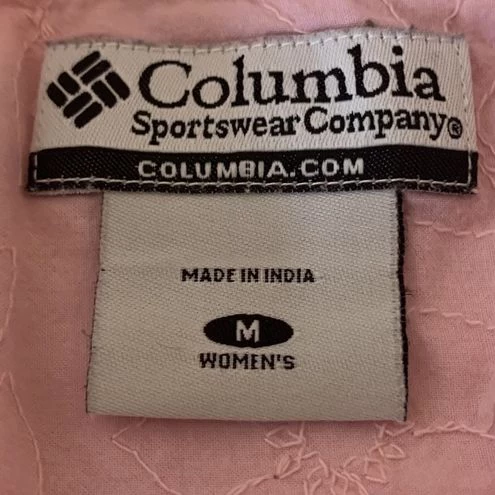 Columbia
Sportswear Company®
COLUMBIA.COM
MADE IN INDIA
M
WOMEN'S